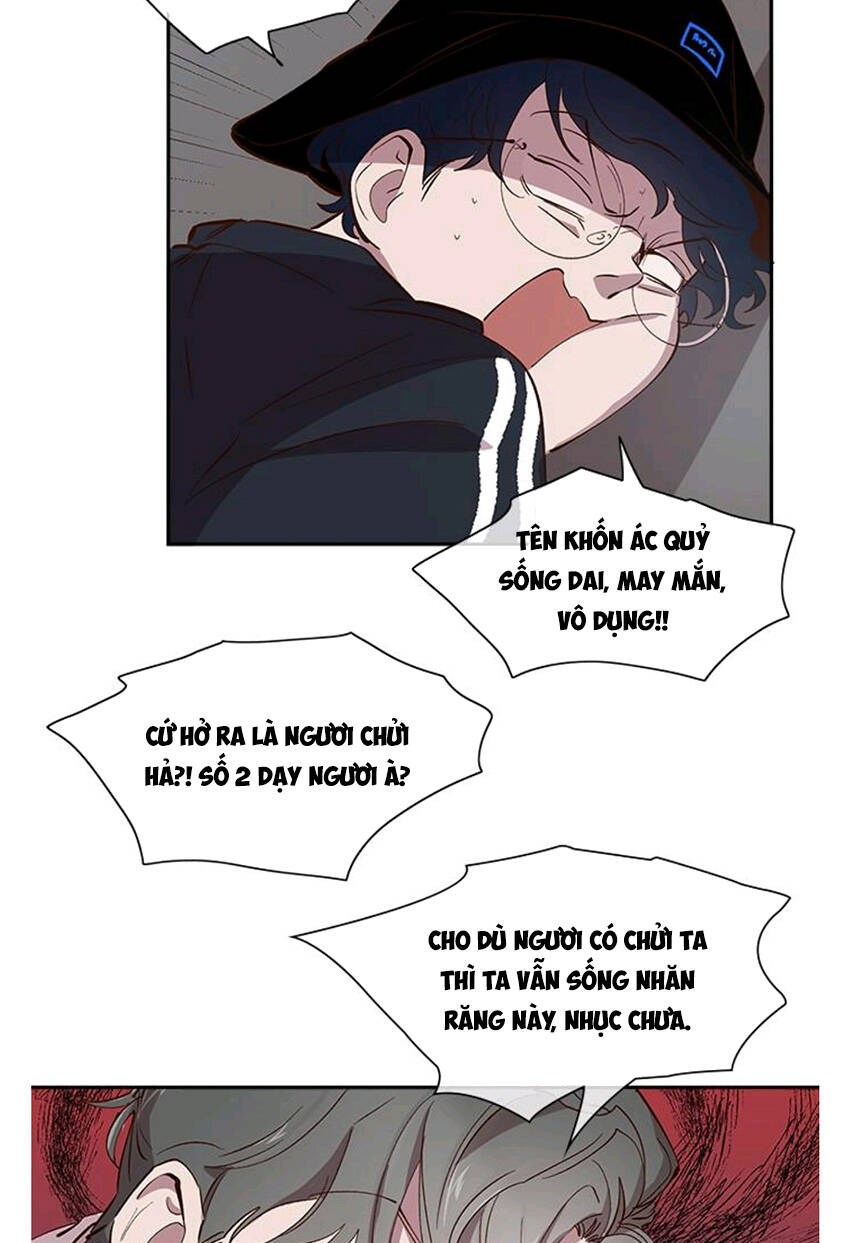 TÊN KHỐN ÁC QUỶ
SỐNG DAI, MAY MẮN,
VÔ DỤNG!!
CỨ HỞ RA LÀ NGƯƠI CHỬI
HẢ?! SỐ 2 DẠY NGƯƠI À?
CHO DÙ NGƯƠI CÓ CHỬI TA
THÌ TA VẪN SỐNG NHĂN
RĂNG NÀY, NHỤC CHƯA.